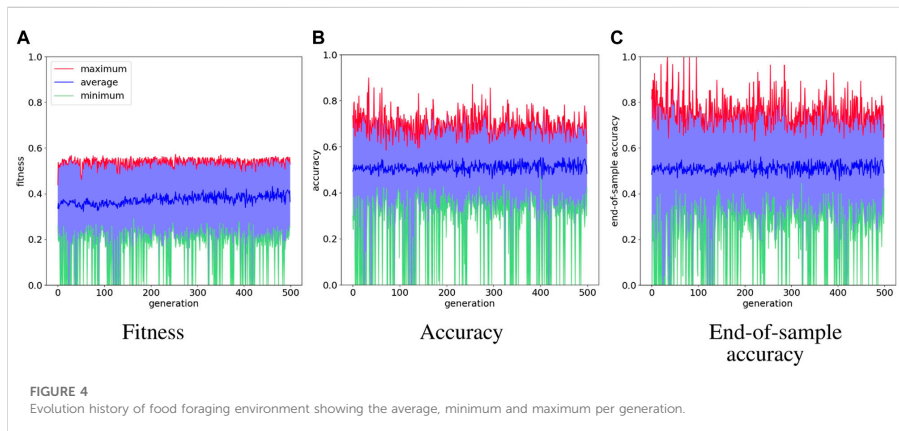 A
B
C
1.0
0.8
0.6
0.4
0.2
0.0
fitness
maximum
average
minimum
0
100
200
300
400
500
generation
1.0
0.8
0.6
0.4
0.2
0.0
accuracy
0
100
200
300
400
500
generation
1.0
0.8
0.6
0.4
0.2
0.0
end-of-sample accuracy
0
100
200
300
400
500
generation
Fitness
Accuracy
End-of-sample
accuracy
FIGURE 4
Evolution history of food foraging environment showing the average, minimum and maximum per generation.